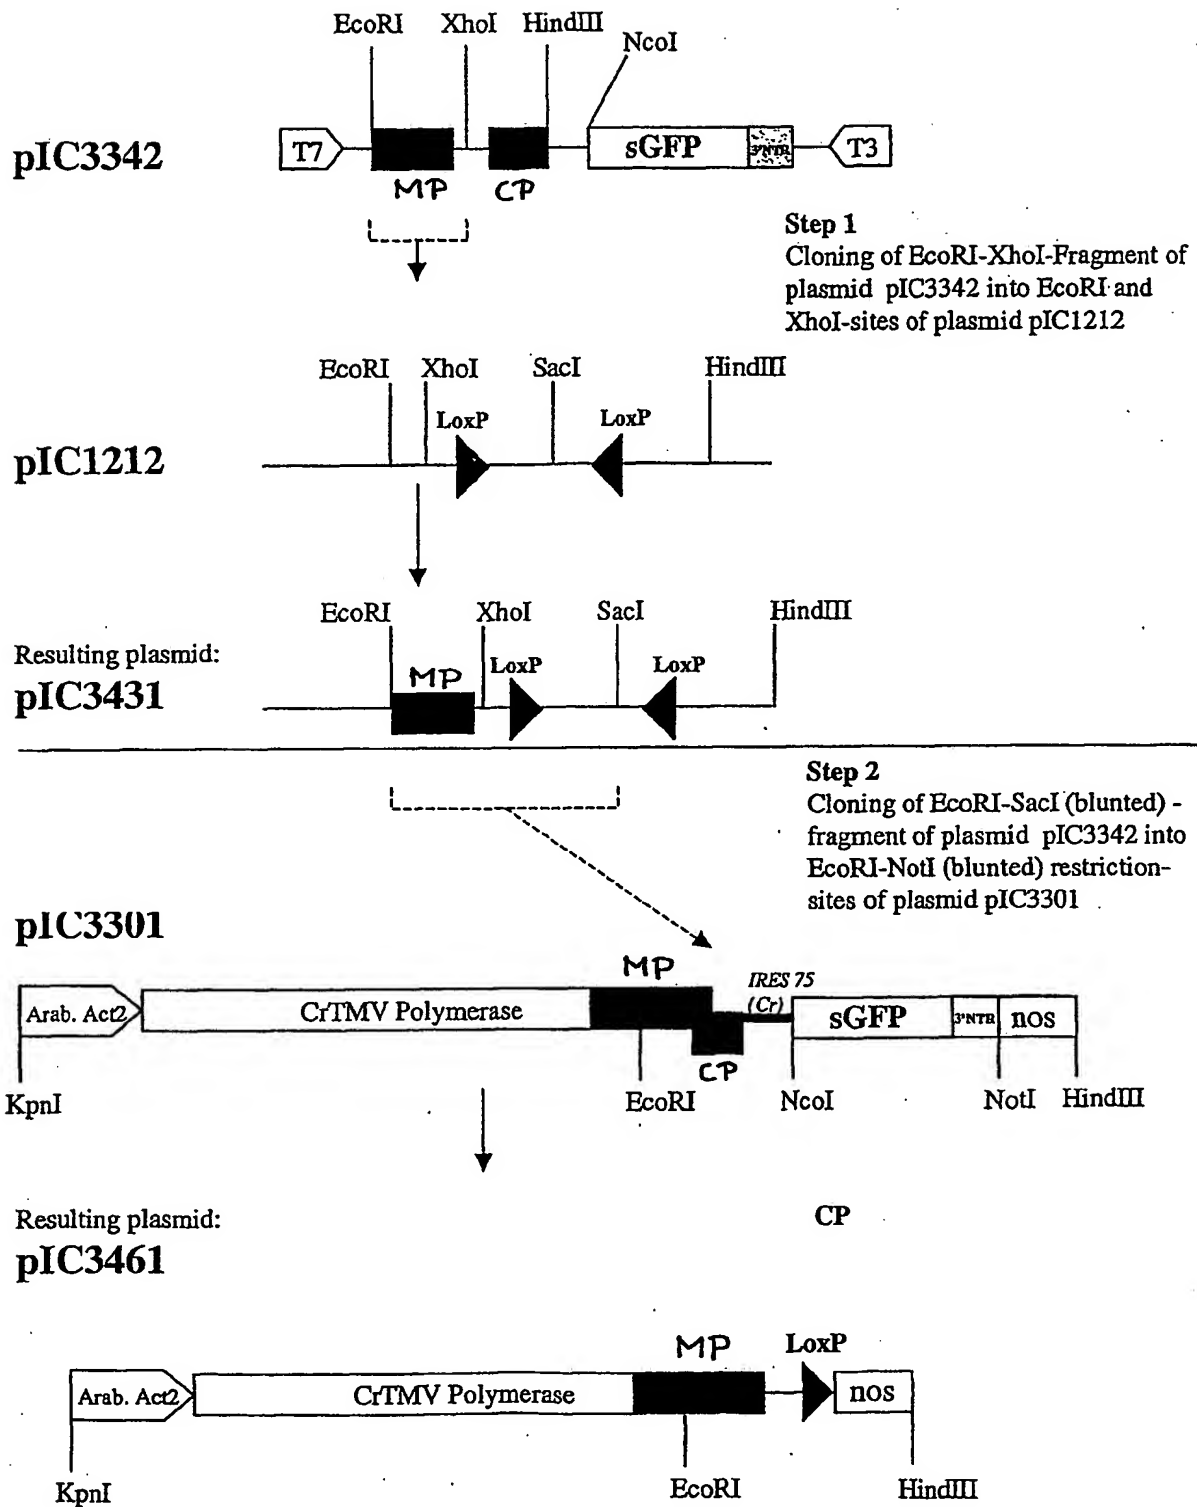 EcoRI XhoI HindIII
NcoI
pIC3342
T7 sGFP 3'NTR T3
MP CP
Step 1
Cloning of EcoRI-XhoI-Fragment of
plasmid pIC3342 into EcoRI and
XhoI-sites of plasmid pIC1212
EcoRI XhoI SacI HindIII
LoxP LoxP
pIC1212
EcoRI XhoI SacI HindIII
Resulting plasmid:
MP LoxP LoxP
pIC3431
Step 2
Cloning of EcoRI-SacI (blunted) -
fragment of plasmid pIC3342 into
EcoRI-NotI (blunted) restriction-
sites of plasmid pIC3301
pIC3301
MP IRES 75
(Cr)
Arab. Act2 CrTMV Polymerase sGFP 3'NTR nos
CP
KpnI EcoRI NcoI NotI HindIII
Resulting plasmid: CP
pIC3461
MP LoxP
Arab. Act2 CrTMV Polymerase nos
KpnI EcoRI HindIII